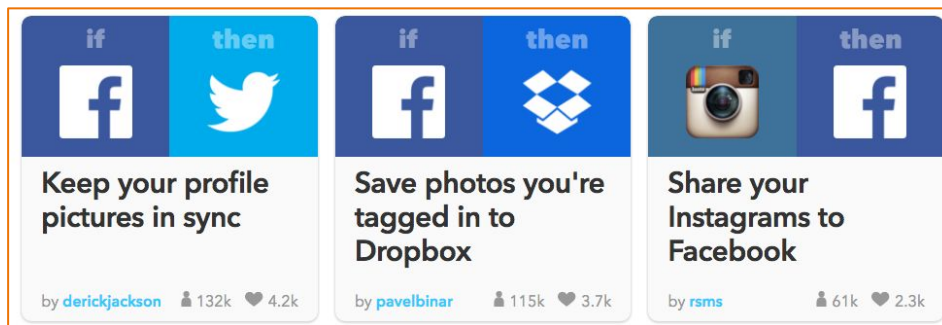 if then
Keep your profile
pictures in sync
by derickjackson 132k 4.2k
if then
Save photos you're
tagged in to
Dropbox
by pavelbinar 115k 3.7k
if then
Share your
Instagrams to
Facebook
by rsms 61k 2.3k